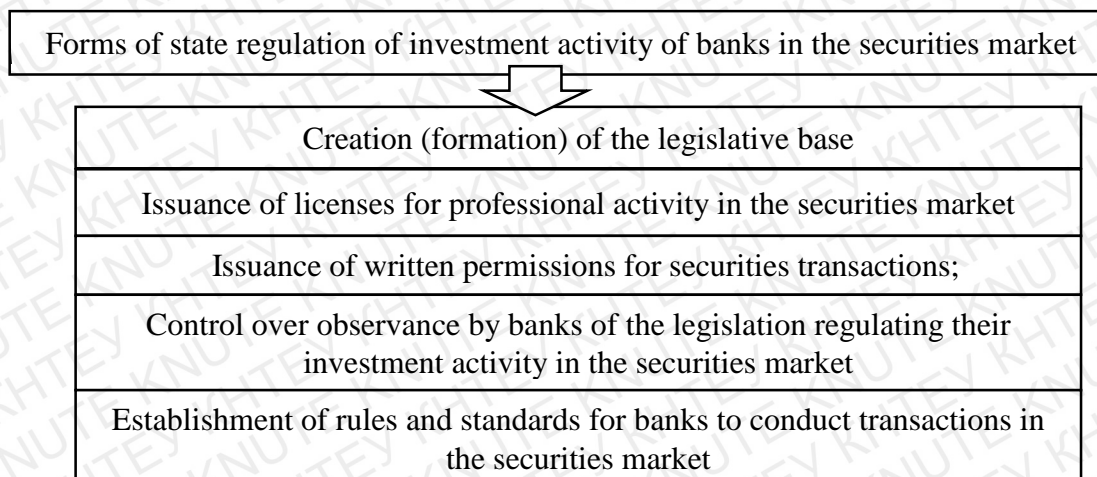 Forms of state regulation of investment activity of banks in the securities market
Creation (formation) of the legislative base
Issuance of licenses for professional activity in the securities market
Issuance of written permissions for securities transactions;
Control over observance by banks of the legislation regulating their
investment activity in the securities market
Establishment of rules and standards for banks to conduct transactions in
the securities market